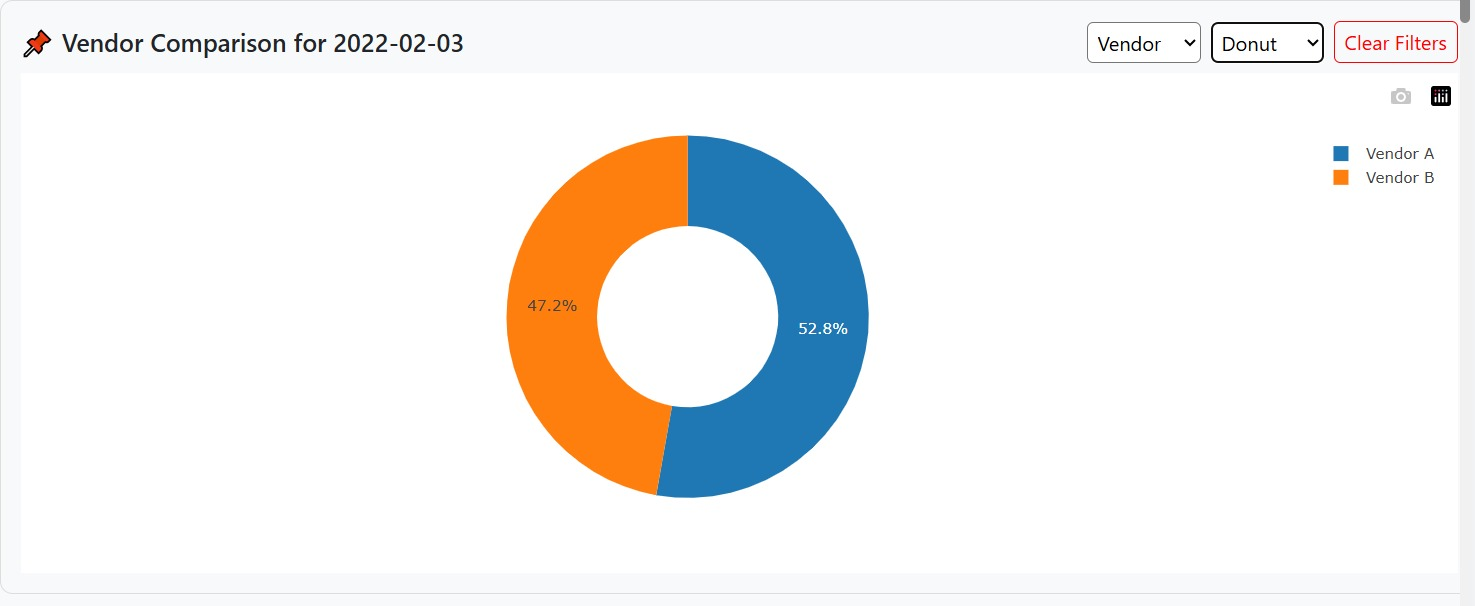 Vendor Comparison for 2022-02-03
Vendor
Donut
Clear Filters
Vendor A
Vendor B
47.2%
52.8%